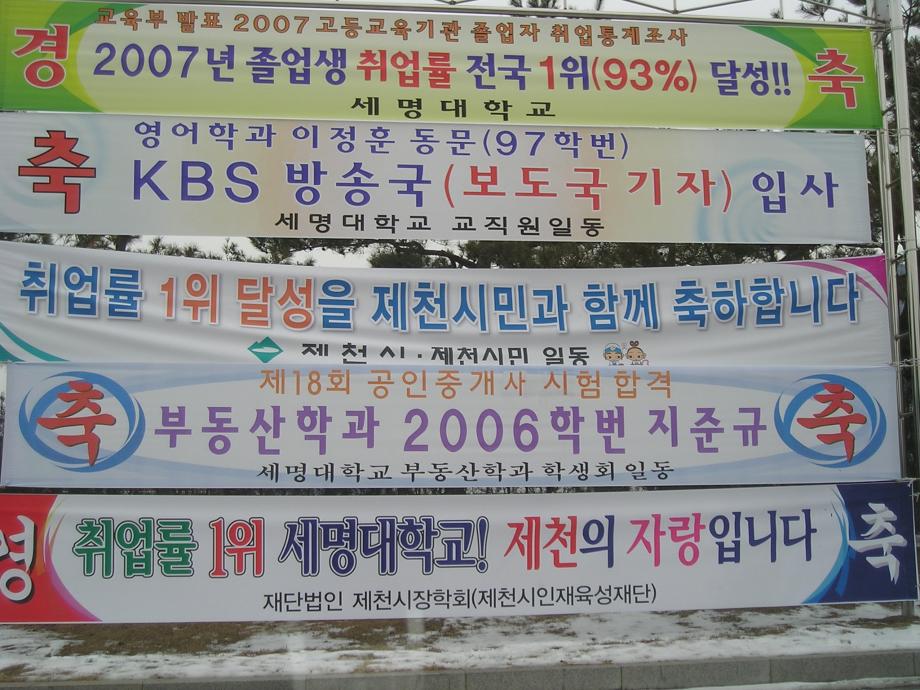 교육부 발표 2007 고등교육기관 졸업자 취업통계조사
경 2007년 졸업생 취업률 전국 1위(93%) 달성!! 축
세명대학교
영어학과 이정훈 동문(97학번)
축 KBS 방송국(보도국 기자) 입사
세명대학교 교직원일동
취업률 1위 달성을 제천시민과 함께 축하합니다
제천시·제천시민 일동
제18회 공인중개사 시험합격
축 부동산학과 2006학번 지준규 축
세명대학교 부동산학과 학생회 일동
경 취업률 1위 세명대학교! 제천의 자랑입니다 축
재단법인 제천시장학회(제천시인재육성재단)